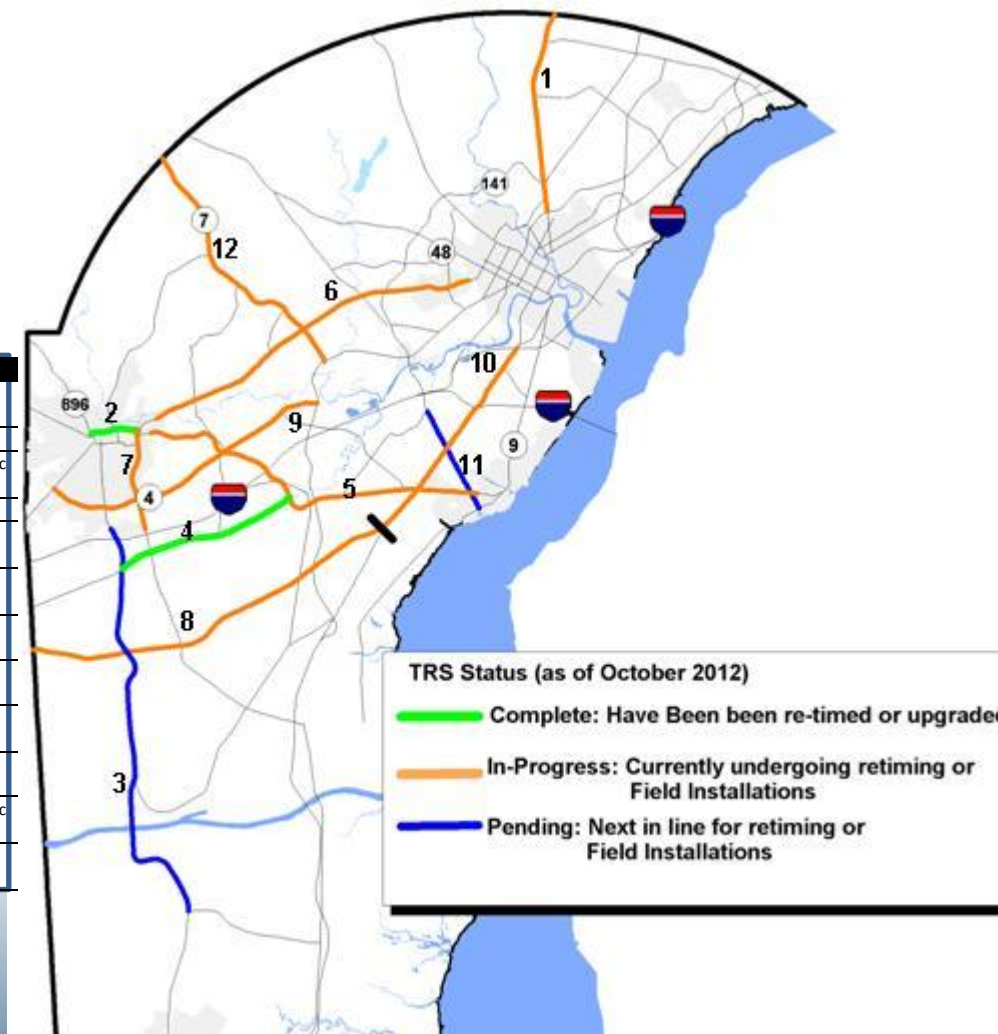 1
141
7
12
48
6
10
896
2
9
9
7
11
4
5
4
8
TRS Status (as of October 2012)
Complete: Have Been been re-timed or upgraded
In-Progress: Currently undergoing retiming or
Field Installations
3
Pending: Next in line for retiming or
Field Installations
c
c